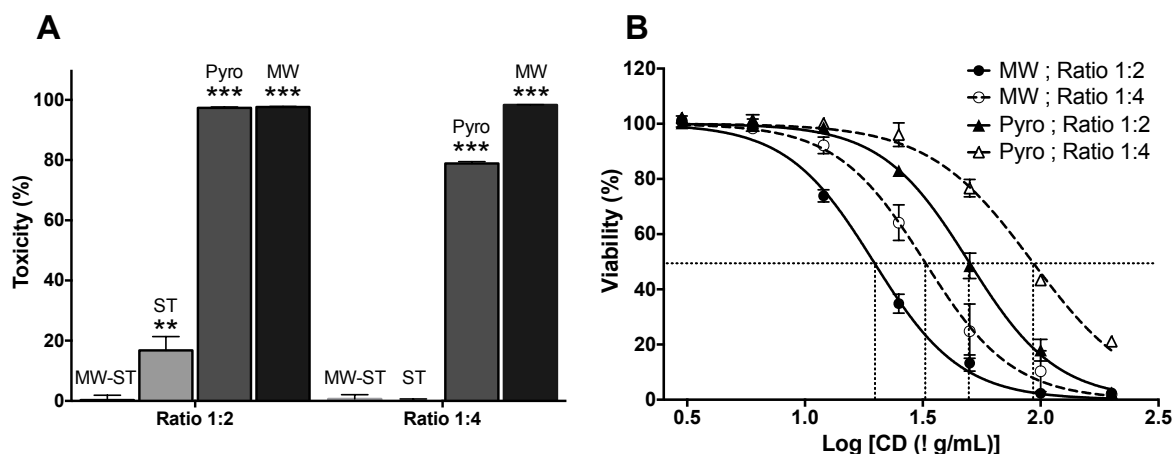 A
Toxicity (%)
100
80
60
40
20
0
MW-ST
ST
**
Pyro
***
MW
***
MW-ST
ST
Pyro
***
MW
***
Ratio 1:2
Ratio 1:4
B
Viability (%)
120
100
80
60
40
20
0
MW ; Ratio 1:2
MW ; Ratio 1:4
Pyro ; Ratio 1:2
Pyro ; Ratio 1:4
0.5
1.0
1.5
2.0
2.5
Log [CD (! g/mL)]